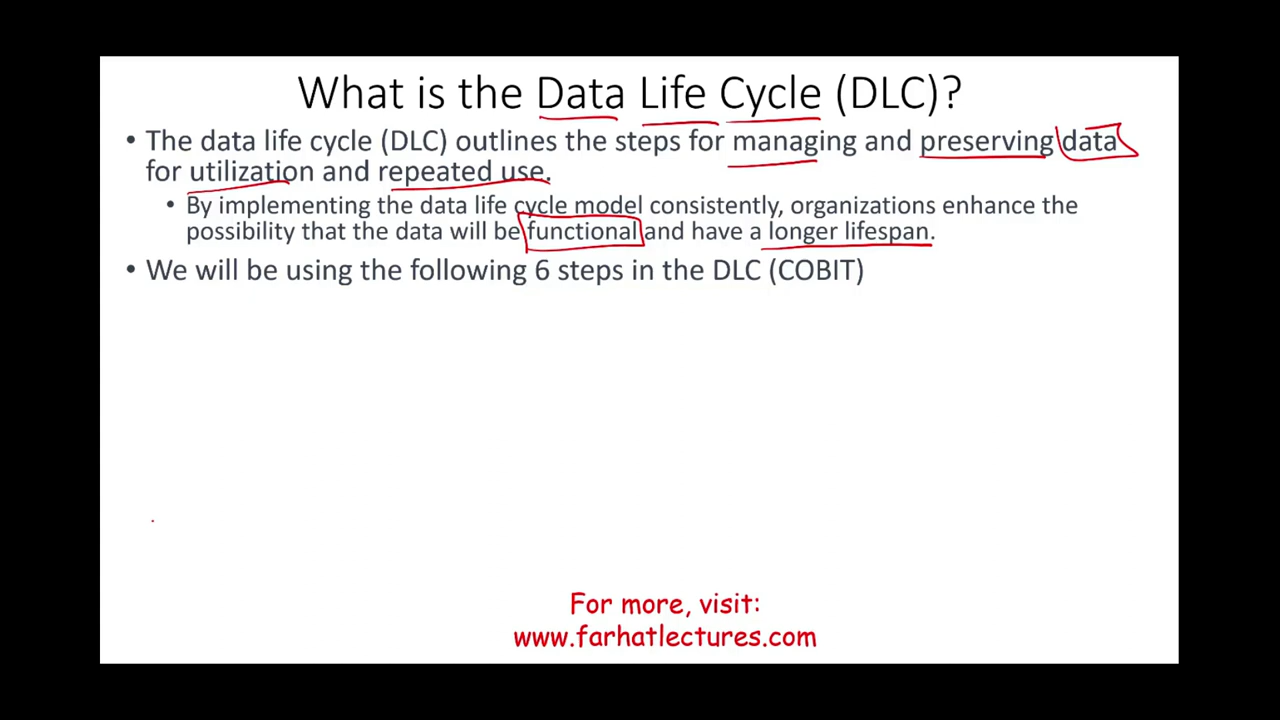 What is the Data Life Cycle (DLC)?
• The data life cycle (DLC) outlines the steps for managing and preserving data
for utilization and repeated use.
• By implementing the data life cycle model consistently, organizations enhance the
possibility that the data will be functional and have a longer lifespan.
• We will be using the following 6 steps in the DLC (COBIT)
For more, visit:
www.farhatlectures.com